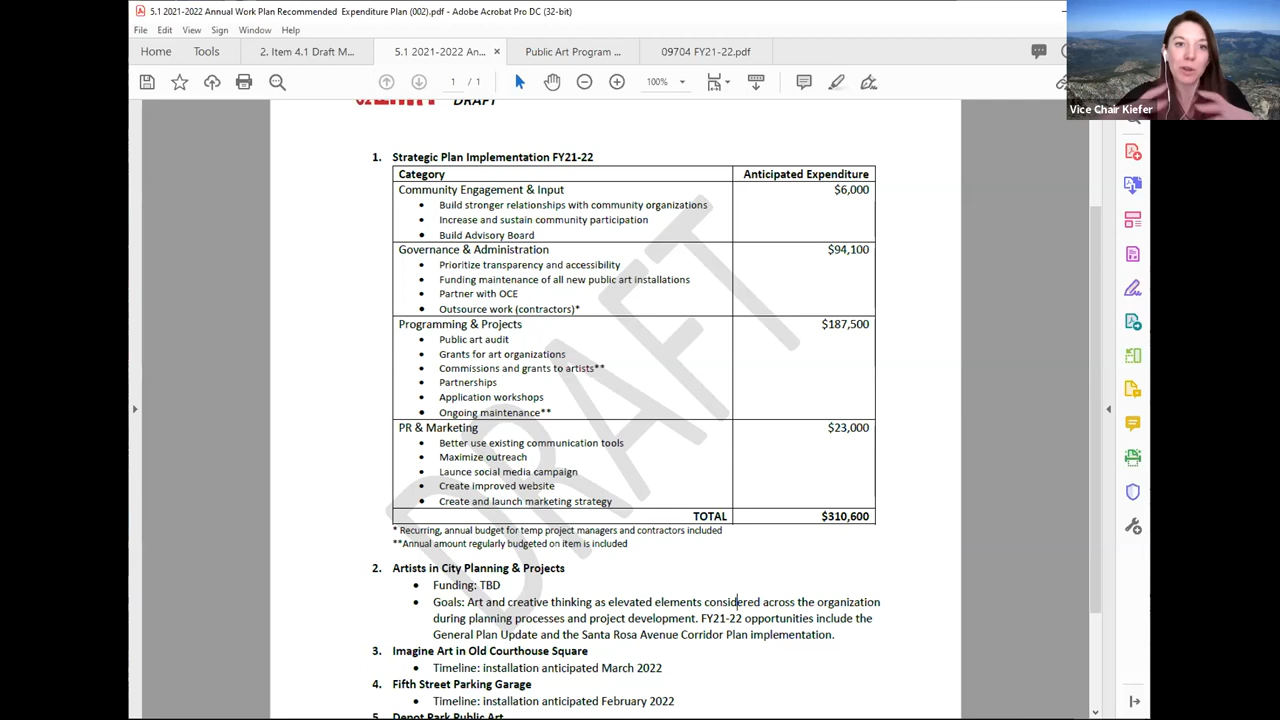 5.1 2021-2022 Annual Work Plan Recommended Expenditure Plan (002).pdf - Adobe Acrobat Pro DC (32-bit)
File Edit View Sign Window Help
Home Tools 2. Item 4.1 Draft M... 5.1 2021-2022 An... × Public Art Program ... 09704 FY21-22.pdf
1 / 1 100%
Vice Chair Kiefer
DRAFT
1. Strategic Plan Implementation FY21-22
Category Anticipated Expenditure
Community Engagement & Input $6,000
• Build stronger relationships with community organizations
• Increase and sustain community participation
• Build Advisory Board
Governance & Administration $94,100
• Prioritize transparency and accessibility
• Funding maintenance of all new public art installations
• Partner with OCE
• Outsource work (contractors)*
Programming & Projects $187,500
• Public art audit
• Grants for art organizations
• Commissions and grants to artists**
• Partnerships
• Application workshops
• Ongoing maintenance**
PR & Marketing $23,000
• Better use existing communication tools
• Maximize outreach
• Launce social media campaign
• Create improved website
• Create and launch marketing strategy
TOTAL $310,600
* Recurring, annual budget for temp project managers and contractors included
**Annual amount regularly budgeted on item is included
DRAFT
2. Artists in City Planning & Projects
• Funding: TBD
• Goals: Art and creative thinking as elevated elements considered across the organization
during planning processes and project development. FY21-22 opportunities include the
General Plan Update and the Santa Rosa Avenue Corridor Plan implementation.
3. Imagine Art in Old Courthouse Square
• Timeline: installation anticipated March 2022
4. Fifth Street Parking Garage
• Timeline: installation anticipated February 2022
5. Depot Park Public Art